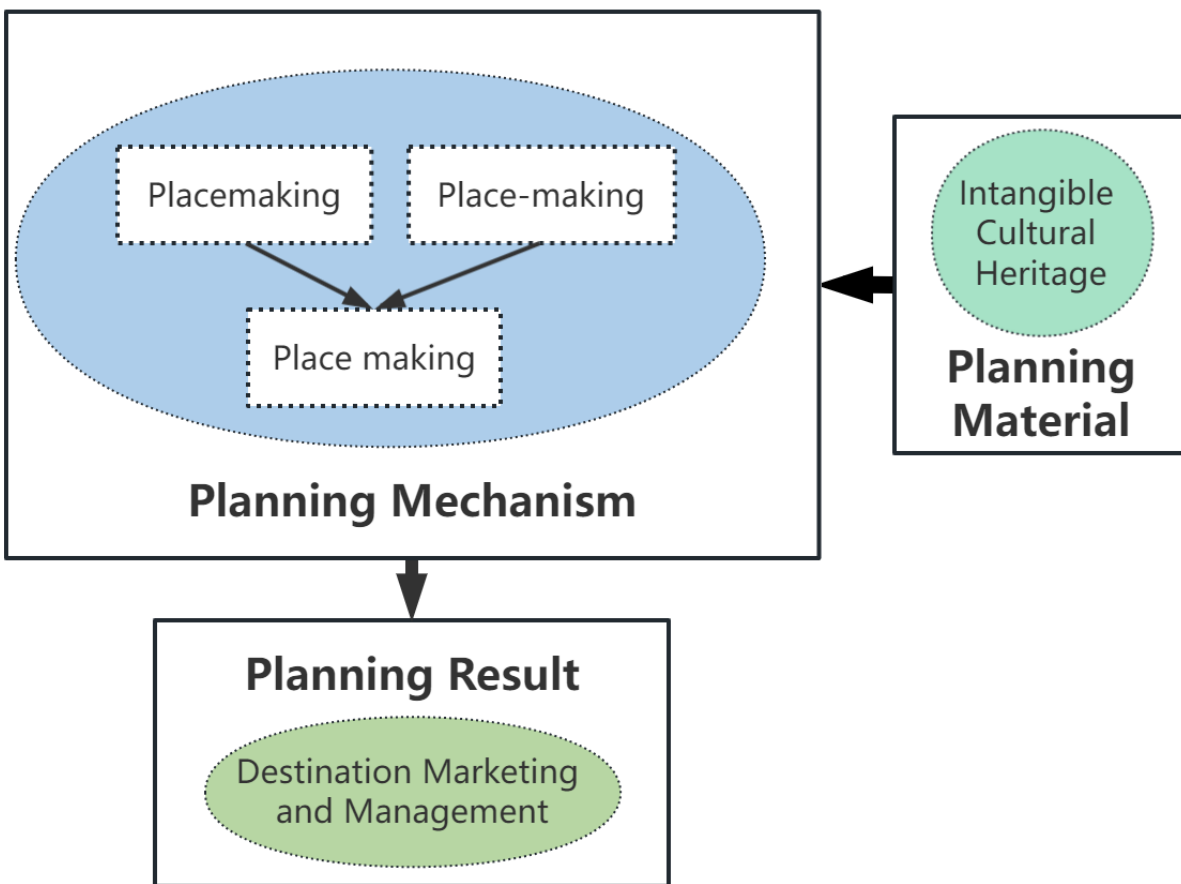 Placemaking
Place-making
Place making
Planning Mechanism
Intangible
Cultural
Heritage
Planning
Material
Planning Result
Destination Marketing
and Management